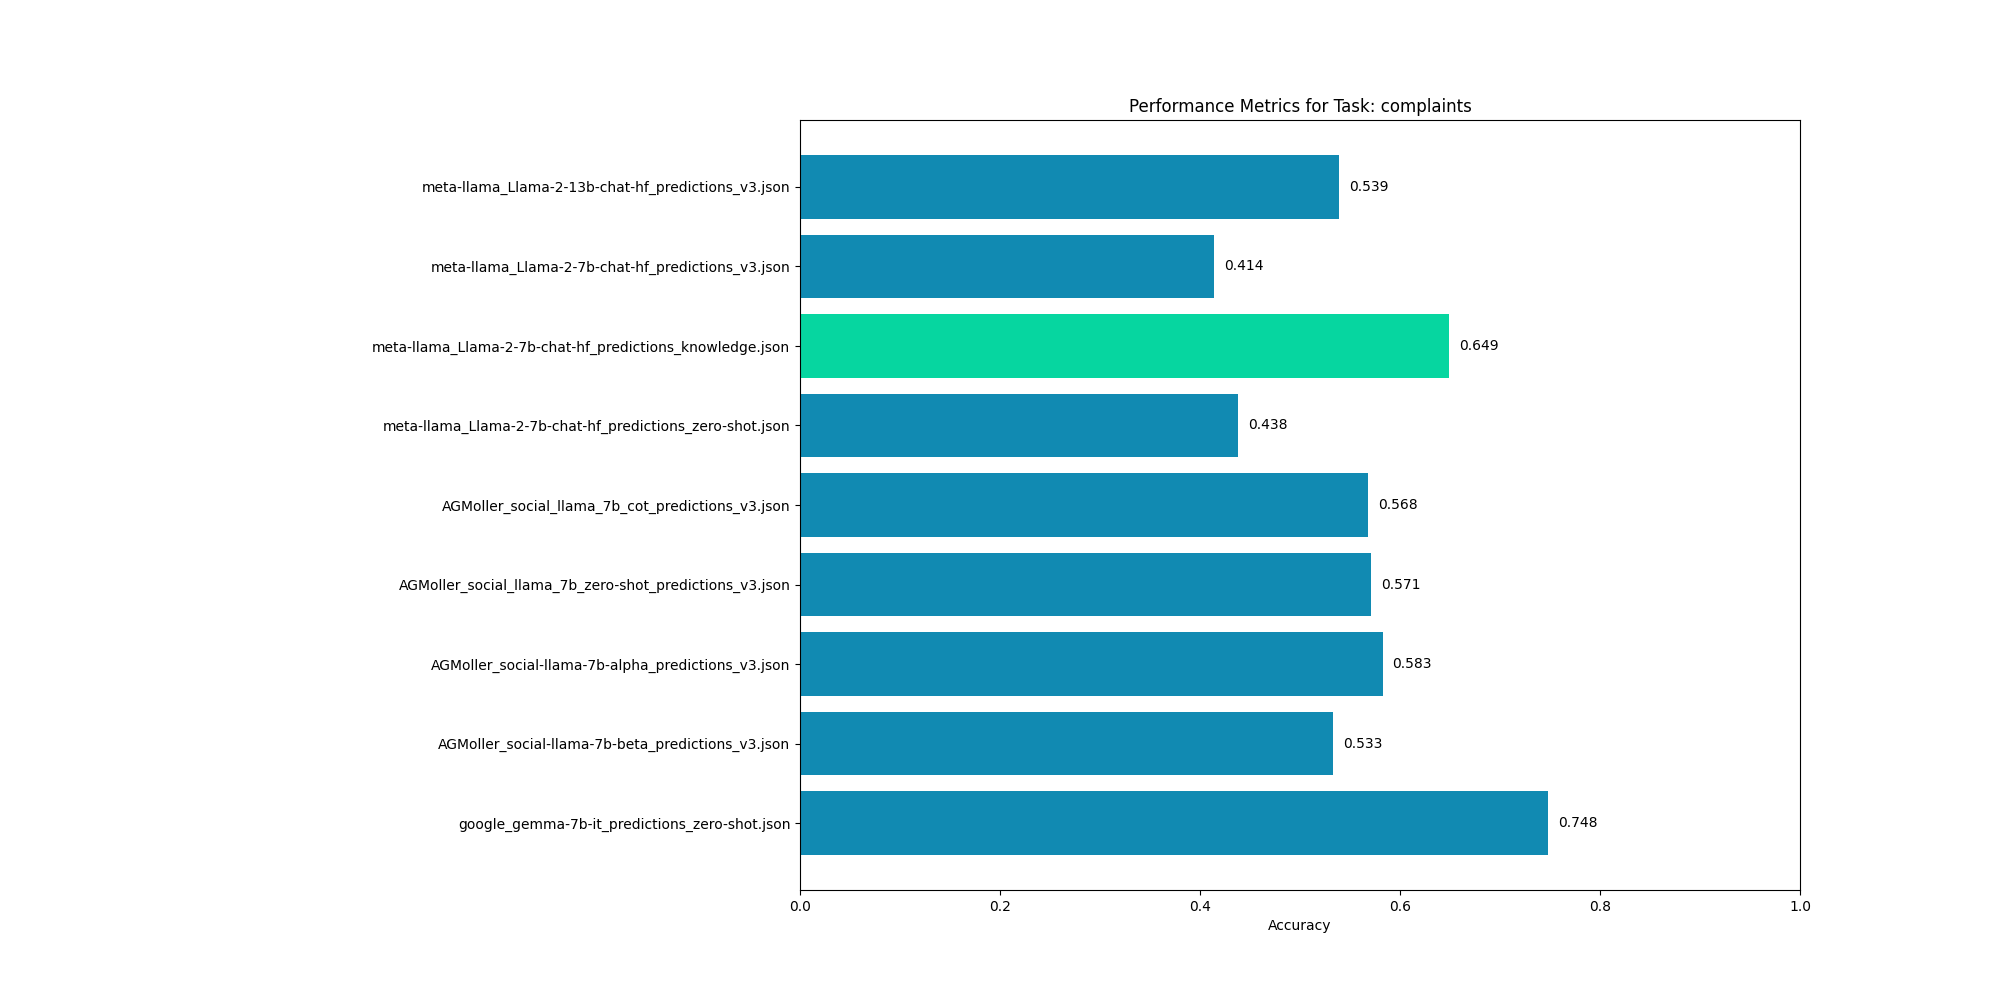 Performance Metrics for Task: complaints
meta-llama_Llama-2-13b-chat-hf_predictions_v3.json 0.539
meta-llama_Llama-2-7b-chat-hf_predictions_v3.json 0.414
meta-llama_Llama-2-7b-chat-hf_predictions_knowledge.json 0.649
meta-llama_Llama-2-7b-chat-hf_predictions_zero-shot.json 0.438
AGMoller_social_llama_7b_cot_predictions_v3.json 0.568
AGMoller_social_llama_7b_zero-shot_predictions_v3.json 0.571
AGMoller_social-llama-7b-alpha_predictions_v3.json 0.583
AGMoller_social-llama-7b-beta_predictions_v3.json 0.533
google_gemma-7b-it_predictions_zero-shot.json 0.748
0.0 0.2 0.4 0.6 0.8 1.0
Accuracy